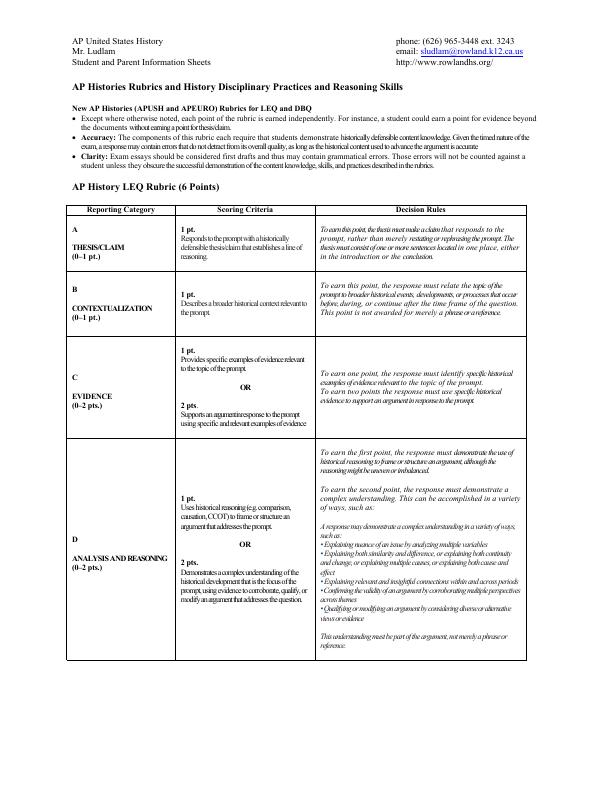 AP United States History
Mr. Ludlam
Student and Parent Information Sheets
phone: (626) 965-3448 ext. 3243
email: sludlam@rowland.k12.ca.us
http://www.rowlandhs.org/
AP Histories Rubrics and History Disciplinary Practices and Reasoning Skills
New AP Histories (APUSH and APEURO) Rubrics for LEQ and DBQ
• Except where otherwise noted, each point of the rubric is earned independently. For instance, a student could earn a point for evidence beyond
the documents without earning a point for thesis/claim.
• Accuracy: The components of this rubric each require that students demonstrate historically defensible content knowledge. Given the timed nature of the
exam, a response may contain errors that do not detract from its overall quality, as long as the historical content used to advance the argument is accurate
• Clarity: Exam essays should be considered first drafts and thus may contain grammatical errors. Those errors will not be counted against a
student unless they obscure the successful demonstration of the content knowledge, skills, and practices described in the rubrics.
AP History LEQ Rubric (6 Points)
Reporting Category
Scoring Criteria
Decision Rules
A
THESIS/CLAIM
(0–1 pt.)
1 pt.
Responds to the prompt with a historically
defensible thesis/claim that establishes a line of
reasoning.
To earn this point, the thesis must make a claim that responds to the
prompt, rather than merely restating or rephrasing the prompt. The
thesis must consist of one or more sentences located in one place, either
in the introduction or the conclusion.
B
CONTEXTUALIZATION
(0–1 pt.)
1 pt.
Describes a broader historical context relevant to
the prompt.
To earn this point, the response must relate the topic of the
prompt to broader historical events, developments, or processes that occur
before, during, or continue after the time frame of the question.
This point is not awarded for merely a phrase or a reference.
C
EVIDENCE
(0–2 pts.)
1 pt.
Provides specific examples of evidence relevant
to the topic of the prompt.
OR
2 pts.
Supports an argument in response to the prompt
using specific and relevant examples of evidence
To earn one point, the response must identify specific historical
examples of evidence relevant to the topic of the prompt.
To earn two points the response must use specific historical
evidence to support an argument in response to the prompt.
D
ANALYSIS AND REASONING
(0–2 pts.)
1 pt.
Uses historical reasoning (e.g. comparison,
causation, CCOT) to frame or structure an
argument that addresses the prompt.
OR
2 pts.
Demonstrates a complex understanding of the
historical development that is the focus of the
prompt, using evidence to corroborate, qualify, or
modify an argument that addresses the question.
To earn the first point, the response must demonstrate the use of
historical reasoning to frame or structure an argument, although the
reasoning might be uneven or imbalanced.
To earn the second point, the response must demonstrate a
complex understanding. This can be accomplished in a variety
of ways, such as:
A response may demonstrate a complex understanding in a variety of ways,
such as:
• Explaining nuance of an issue by analyzing multiple variables
• Explaining both similarity and difference, or explaining both continuity
and change, or explaining multiple causes, or explaining both cause and
effect
• Explaining relevant and insightful connections within and across periods
• Confirming the validity of an argument by corroborating multiple perspectives
across themes
• Qualifying or modifying an argument by considering diverse or alternative
views or evidence
This understanding must be part of the argument, not merely a phrase or
reference.